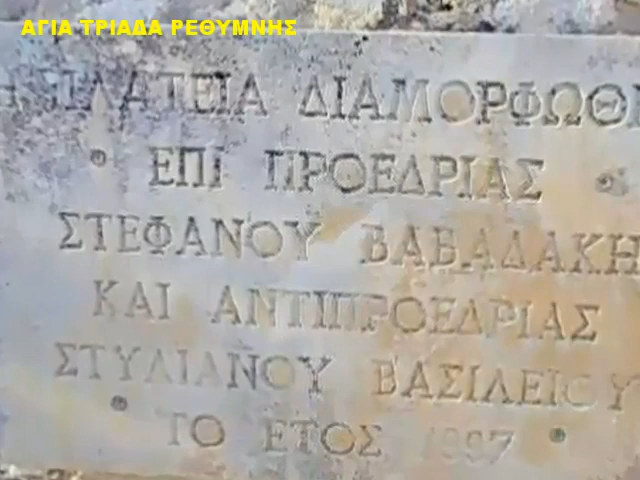 ΑΓΙΑ ΤΡΙΑΔΑ ΡΕΘΥΜΝΗΣ
Η ΠΛΑΤΕΙΑ ΔΙΑΜΟΡΦΩΘΗ
ΕΠΙ ΠΡΟΕΔΡΙΑΣ
ΣΤΕΦΑΝΟΥ ΒΑΒΑΔΑΚΗ
ΚΑΙ ΑΝΤΙΠΡΟΕΔΡΙΑΣ
ΣΤΥΛΙΑΝΟΥ ΒΑΣΙΛΕΙΟΥ
ΤΟ ΕΤΟΣ